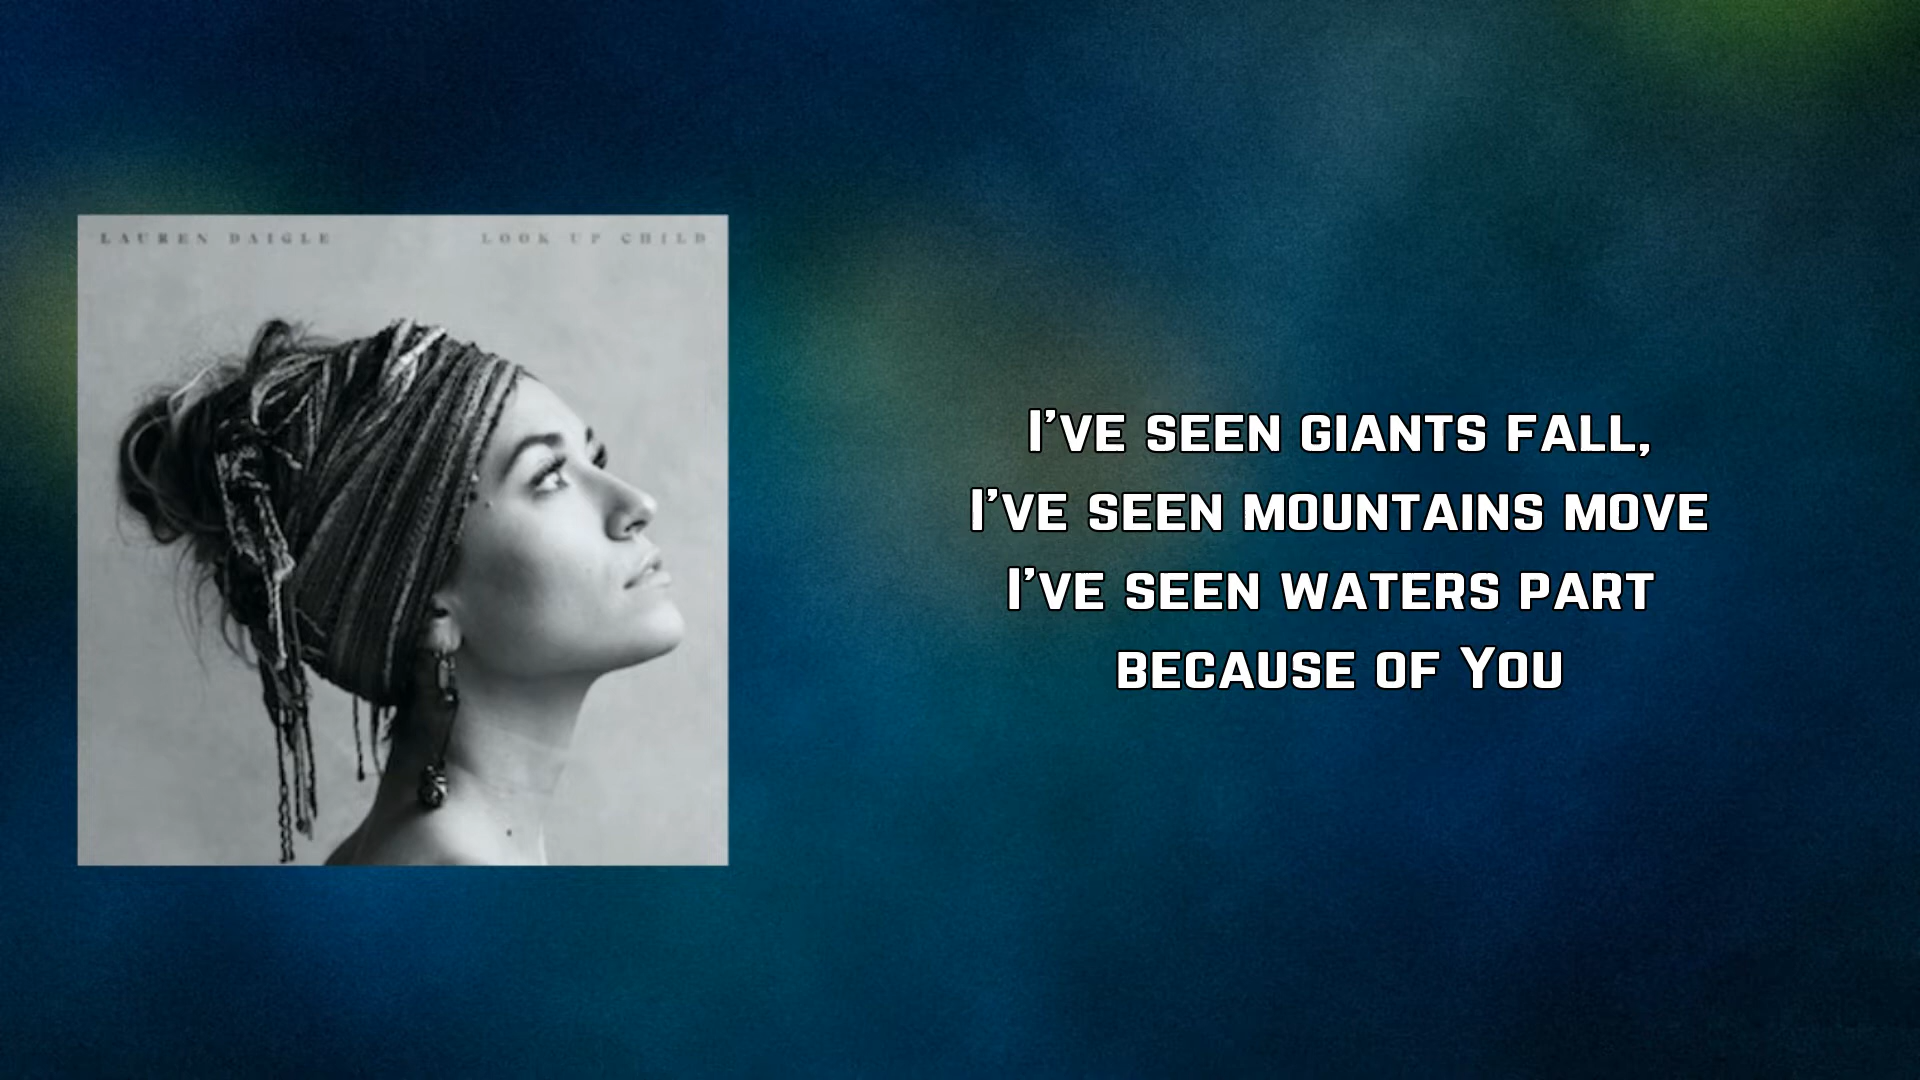 LAUREN DAIGLE LOOK UP CHILD
I'VE SEEN GIANTS FALL,
I'VE SEEN MOUNTAINS MOVE
I'VE SEEN WATERS PART
BECAUSE OF YOU